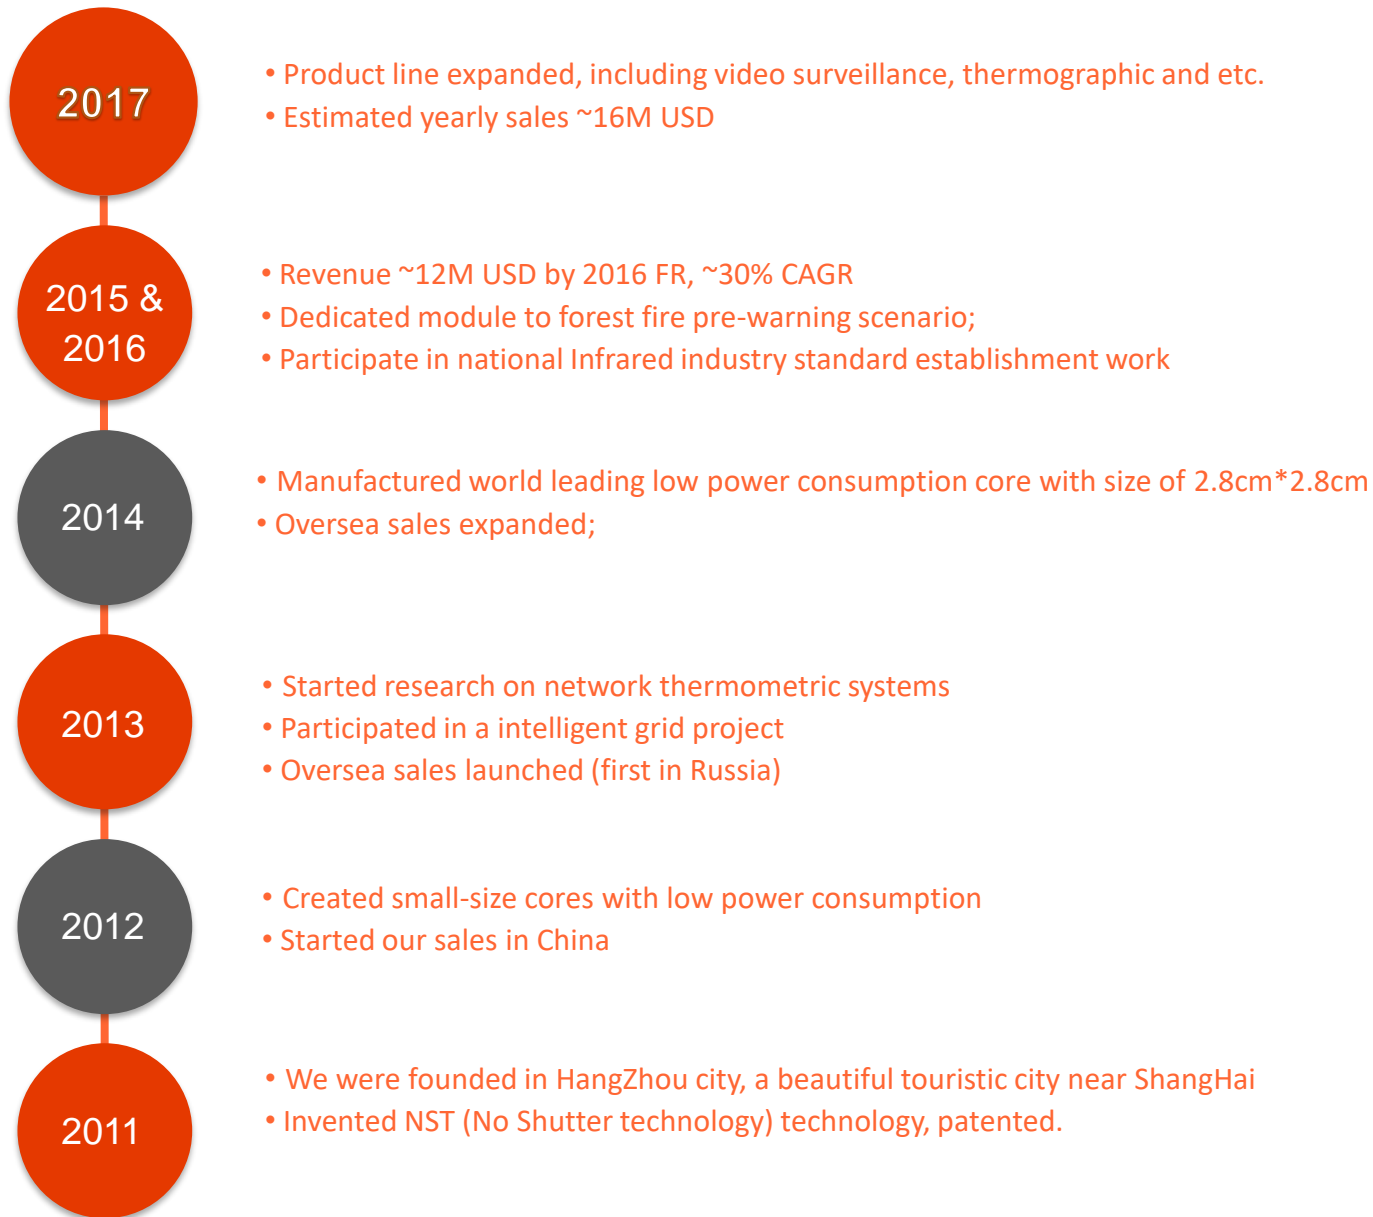 2017
• Product line expanded, including video surveillance, thermographic and etc.
• Estimated yearly sales ~16M USD
2015 &
2016
• Revenue ~12M USD by 2016 FR, ~30% CAGR
• Dedicated module to forest fire pre-warning scenario;
• Participate in national Infrared industry standard establishment work
2014
• Manufactured world leading low power consumption core with size of 2.8cm*2.8cm
• Oversea sales expanded;
2013
• Started research on network thermometric systems
• Participated in a intelligent grid project
• Oversea sales launched (first in Russia)
2012
• Created small-size cores with low power consumption
• Started our sales in China
2011
• We were founded in HangZhou city, a beautiful touristic city near ShangHai
• Invented NST (No Shutter technology) technology, patented.